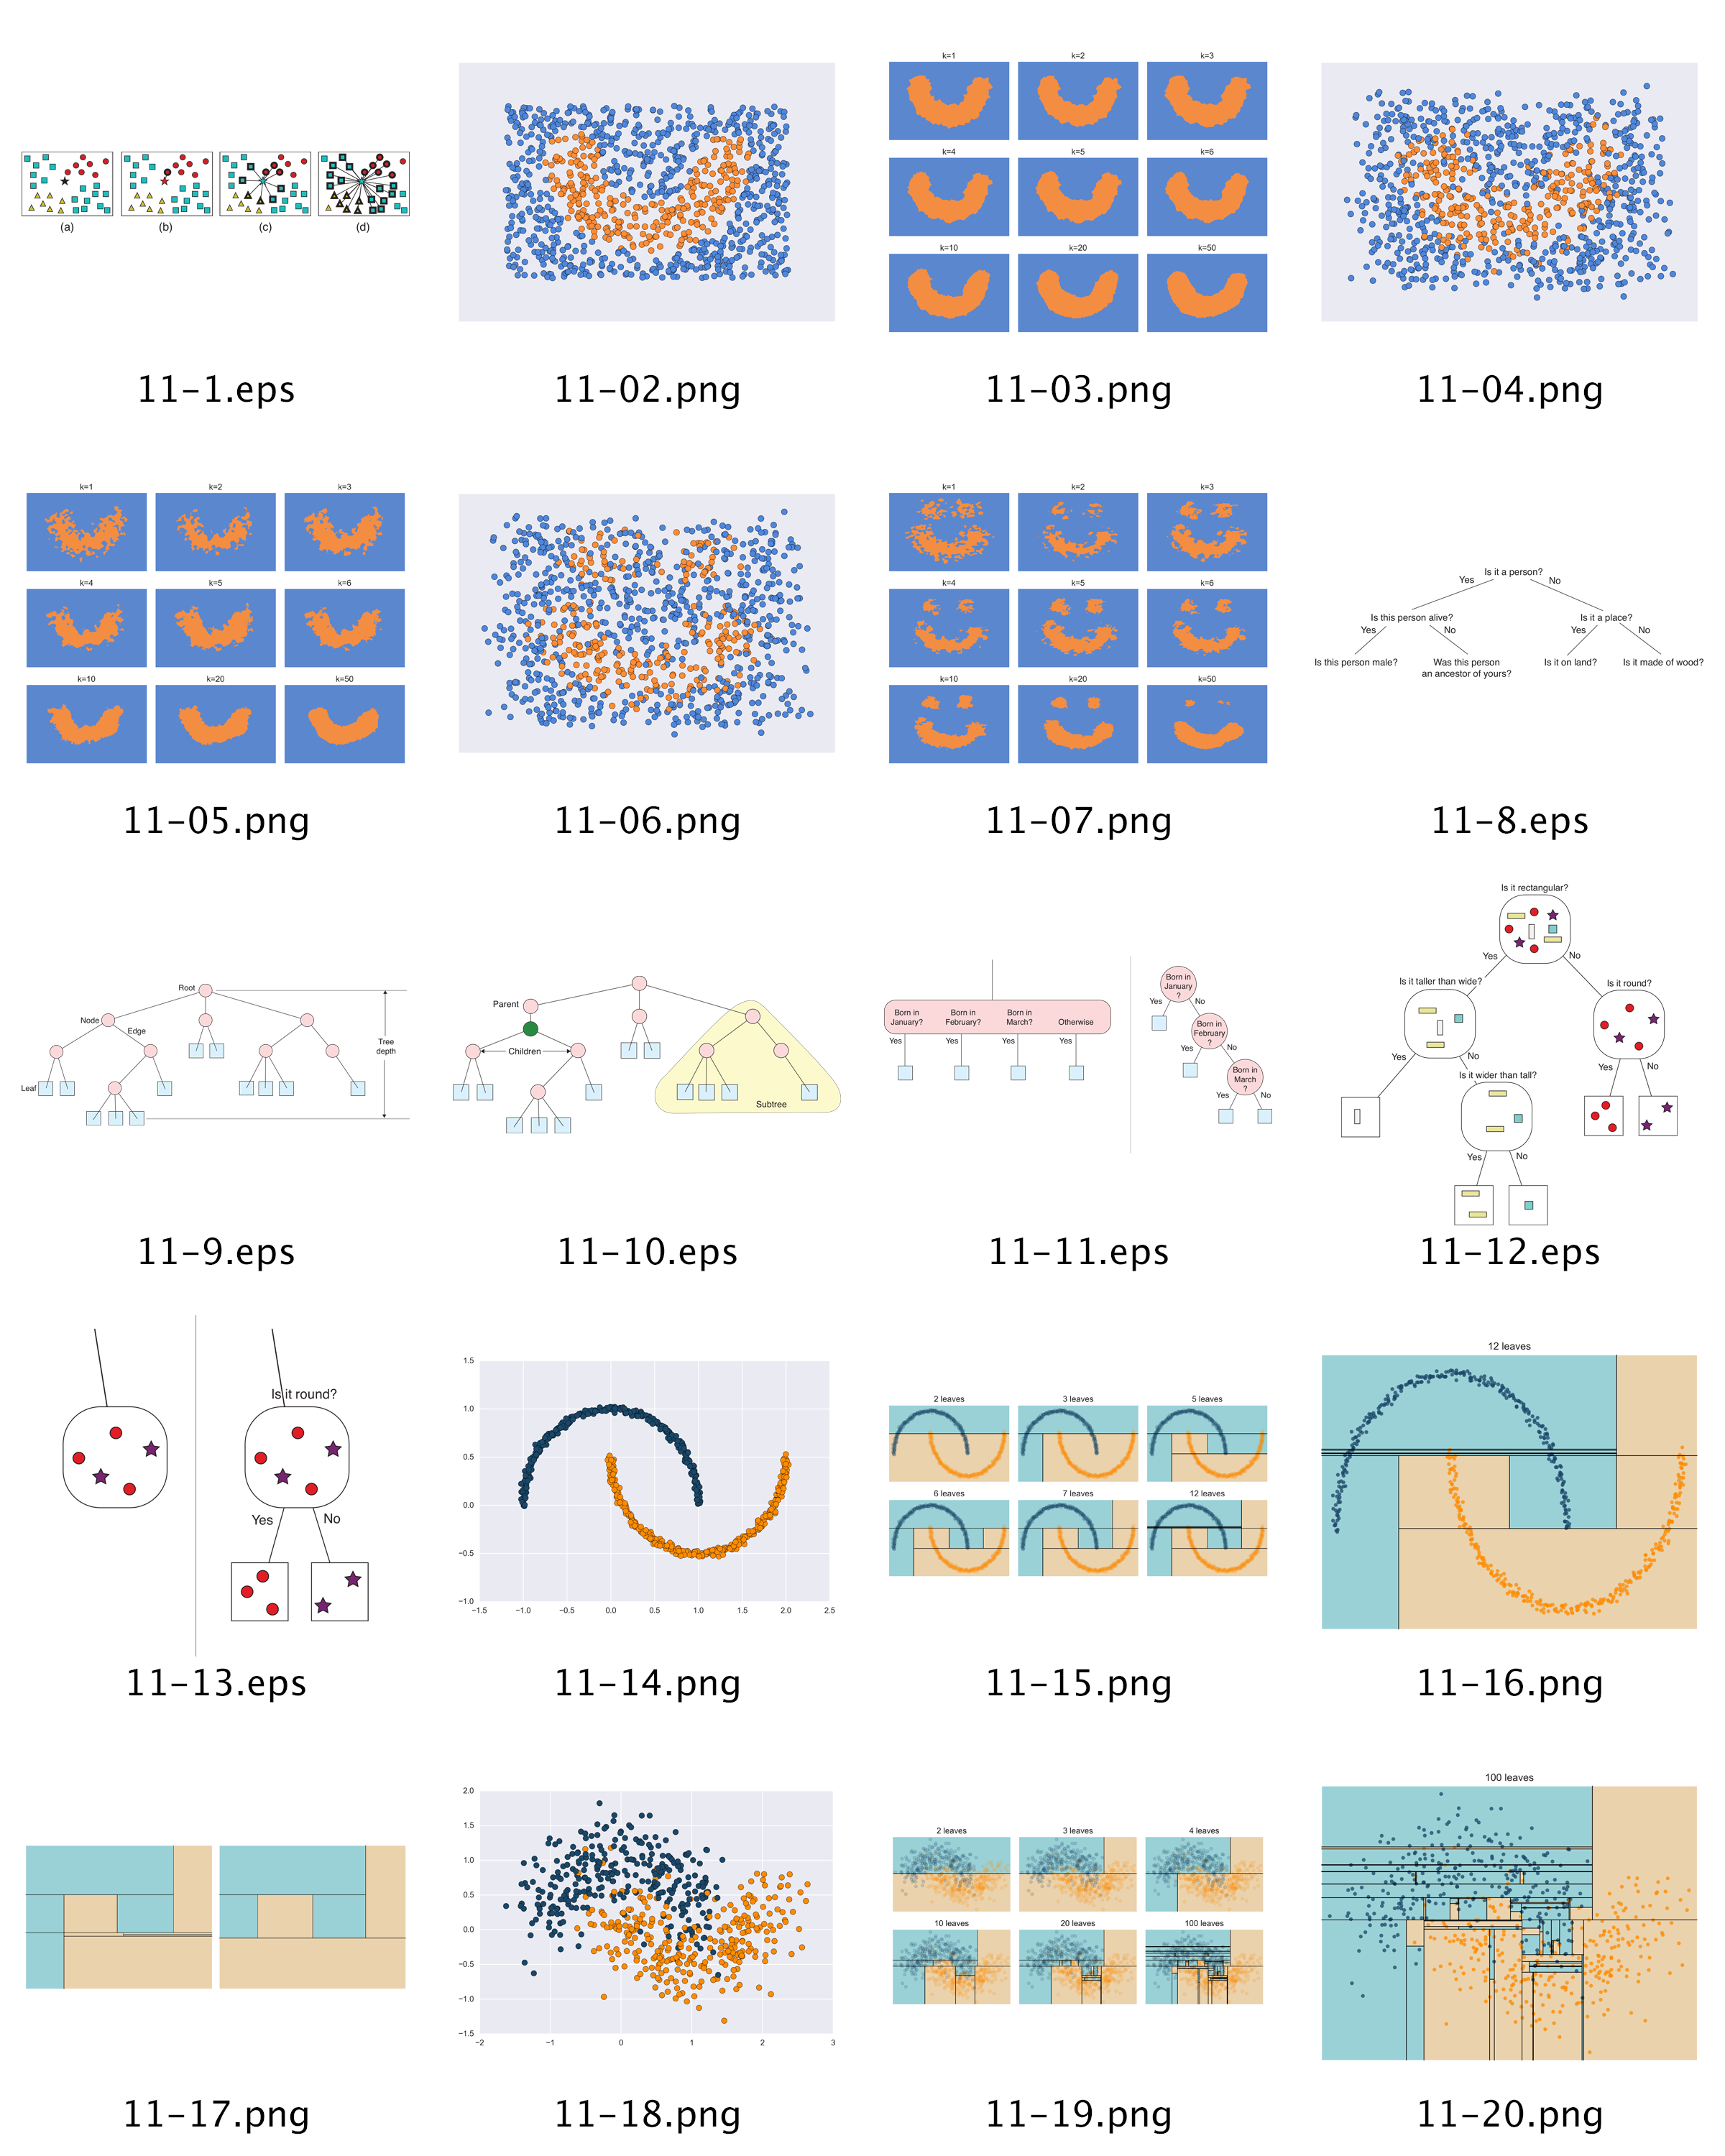 (a) (b) (c) (d)
11-1.eps
11-02.png
k=1 k=2 k=3
k=4 k=5 k=6
k=10 k=20 k=50
11-03.png
11-04.png
k=1 k=2 k=3
k=4 k=5 k=6
k=10 k=20 k=50
11-05.png
11-06.png
k=1 k=2 k=3
k=4 k=5 k=6
k=10 k=20 k=50
11-07.png
Is it a person?
Yes No
Is this person alive? Is it a place?
Yes No Yes No
Is this person male? Was this person Is it on land? Is it made of wood?
an ancestor of yours?
11-8.eps
Root
Node
Edge
Tree
depth
Leaf
11-9.eps
Parent
Children
Subtree
11-10.eps
Born in Born in Born in
January? February? March? Otherwise
Yes Yes Yes Yes
Born in
January
?
Yes No
Born in
February
?
Yes No
Born in
March
?
Yes No
11-11.eps
Is it rectangular?
Yes No
Is it taller than wide? Is it round?
Yes No Yes No
Is it wider than tall?
Yes No
11-12.eps
Is it round?
Yes No
11-13.eps
1.5
1.0
0.5
0.0
−0.5
−1.0
−1.5 −1.0 −0.5 0.0 0.5 1.0 1.5 2.0 2.5
11-14.png
2 leaves 3 leaves 5 leaves
6 leaves 7 leaves 12 leaves
11-15.png
12 leaves
11-16.png
11-17.png
2.0
1.5
1.0
0.5
0.0
−0.5
−1.0
−1.5
−2 −1 0 1 2 3
11-18.png
2 leaves 3 leaves 4 leaves
10 leaves 20 leaves 100 leaves
11-19.png
100 leaves
11-20.png